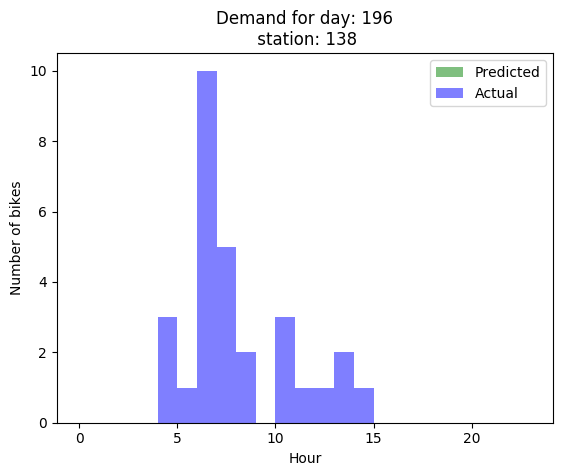 Demand for day: 196
station: 138
Predicted
Actual
Number of bikes
10
8
6
4
2
0
0 5 10 15 20
Hour